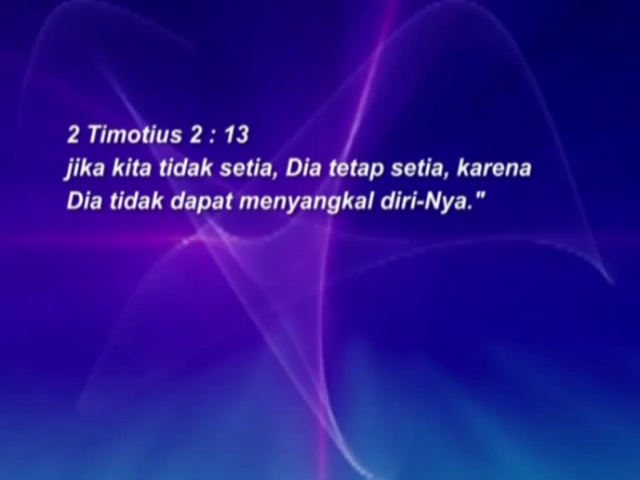 2 Timotius 2 : 13
jika kita tidak setia, Dia tetap setia, karena
Dia tidak dapat menyangkal diri-Nya."